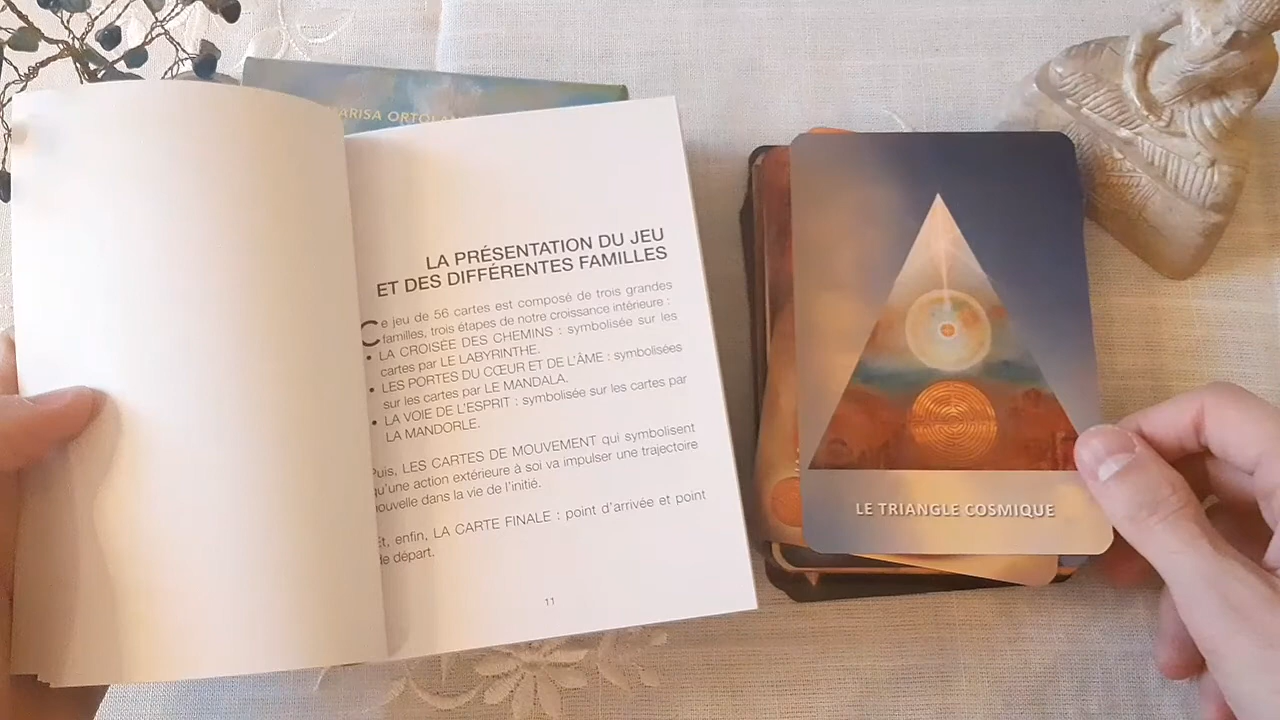 ARISA ORTOLA
LA PRÉSENTATION DU JEU
ET DES DIFFÉRENTES FAMILLES
Ce jeu de 56 cartes est composé de trois grandes
familles, trois étapes de notre croissance intérieure :
• LA CROISÉE DES CHEMINS : symbolisée sur les
cartes par LE LABYRINTHE.
• LES PORTES DU CŒUR ET DE L'ÂME : symbolisées
sur les cartes par LE MANDALA.
• LA VOIE DE L'ESPRIT : symbolisée sur les cartes par
LA MANDORLE.
Puis, LES CARTES DE MOUVEMENT qui symbolisent
qu'une action extérieure à soi va impulser une trajectoire
nouvelle dans la vie de l'initié.
Et, enfin, LA CARTE FINALE : point d'arrivée et point
de départ.
11
LE TRIANGLE COSMIQUE